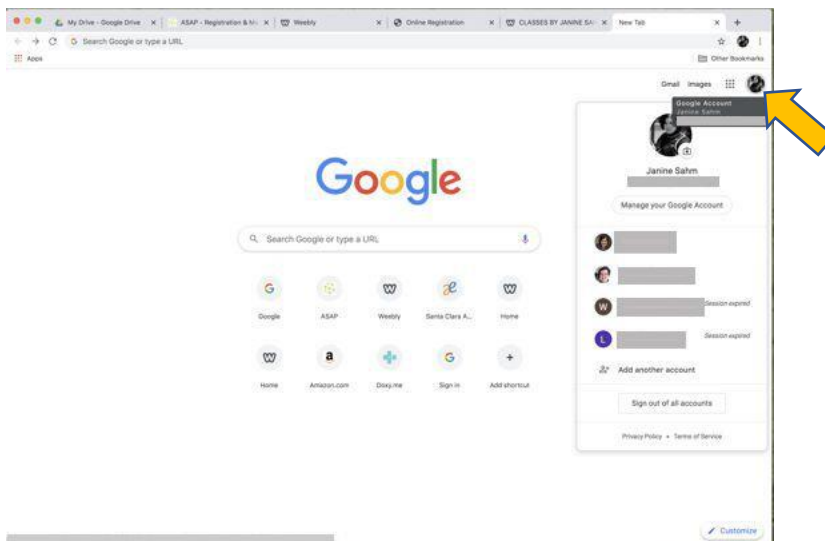 My Drive - Google Drive
ASAP - Registration &
Weebly
Online Registration
CLASSES BY JANINE SA
New Tab
Search Google or type a URL
Apps
Other Bookmarks
Gmail Images
Google Account
Janine Sahm
Janine Sahm
Manage your Google Account
Google
Search Google or type a URL
Session expired
W
Session expired
L
Google ASAP Weebly Santa Clara A... Home
Add another account
a
Home Amazon.com Doxy.me Sign in Add shortcut
Sign out of all accounts
Privacy Policy • Terms of Service
Customize